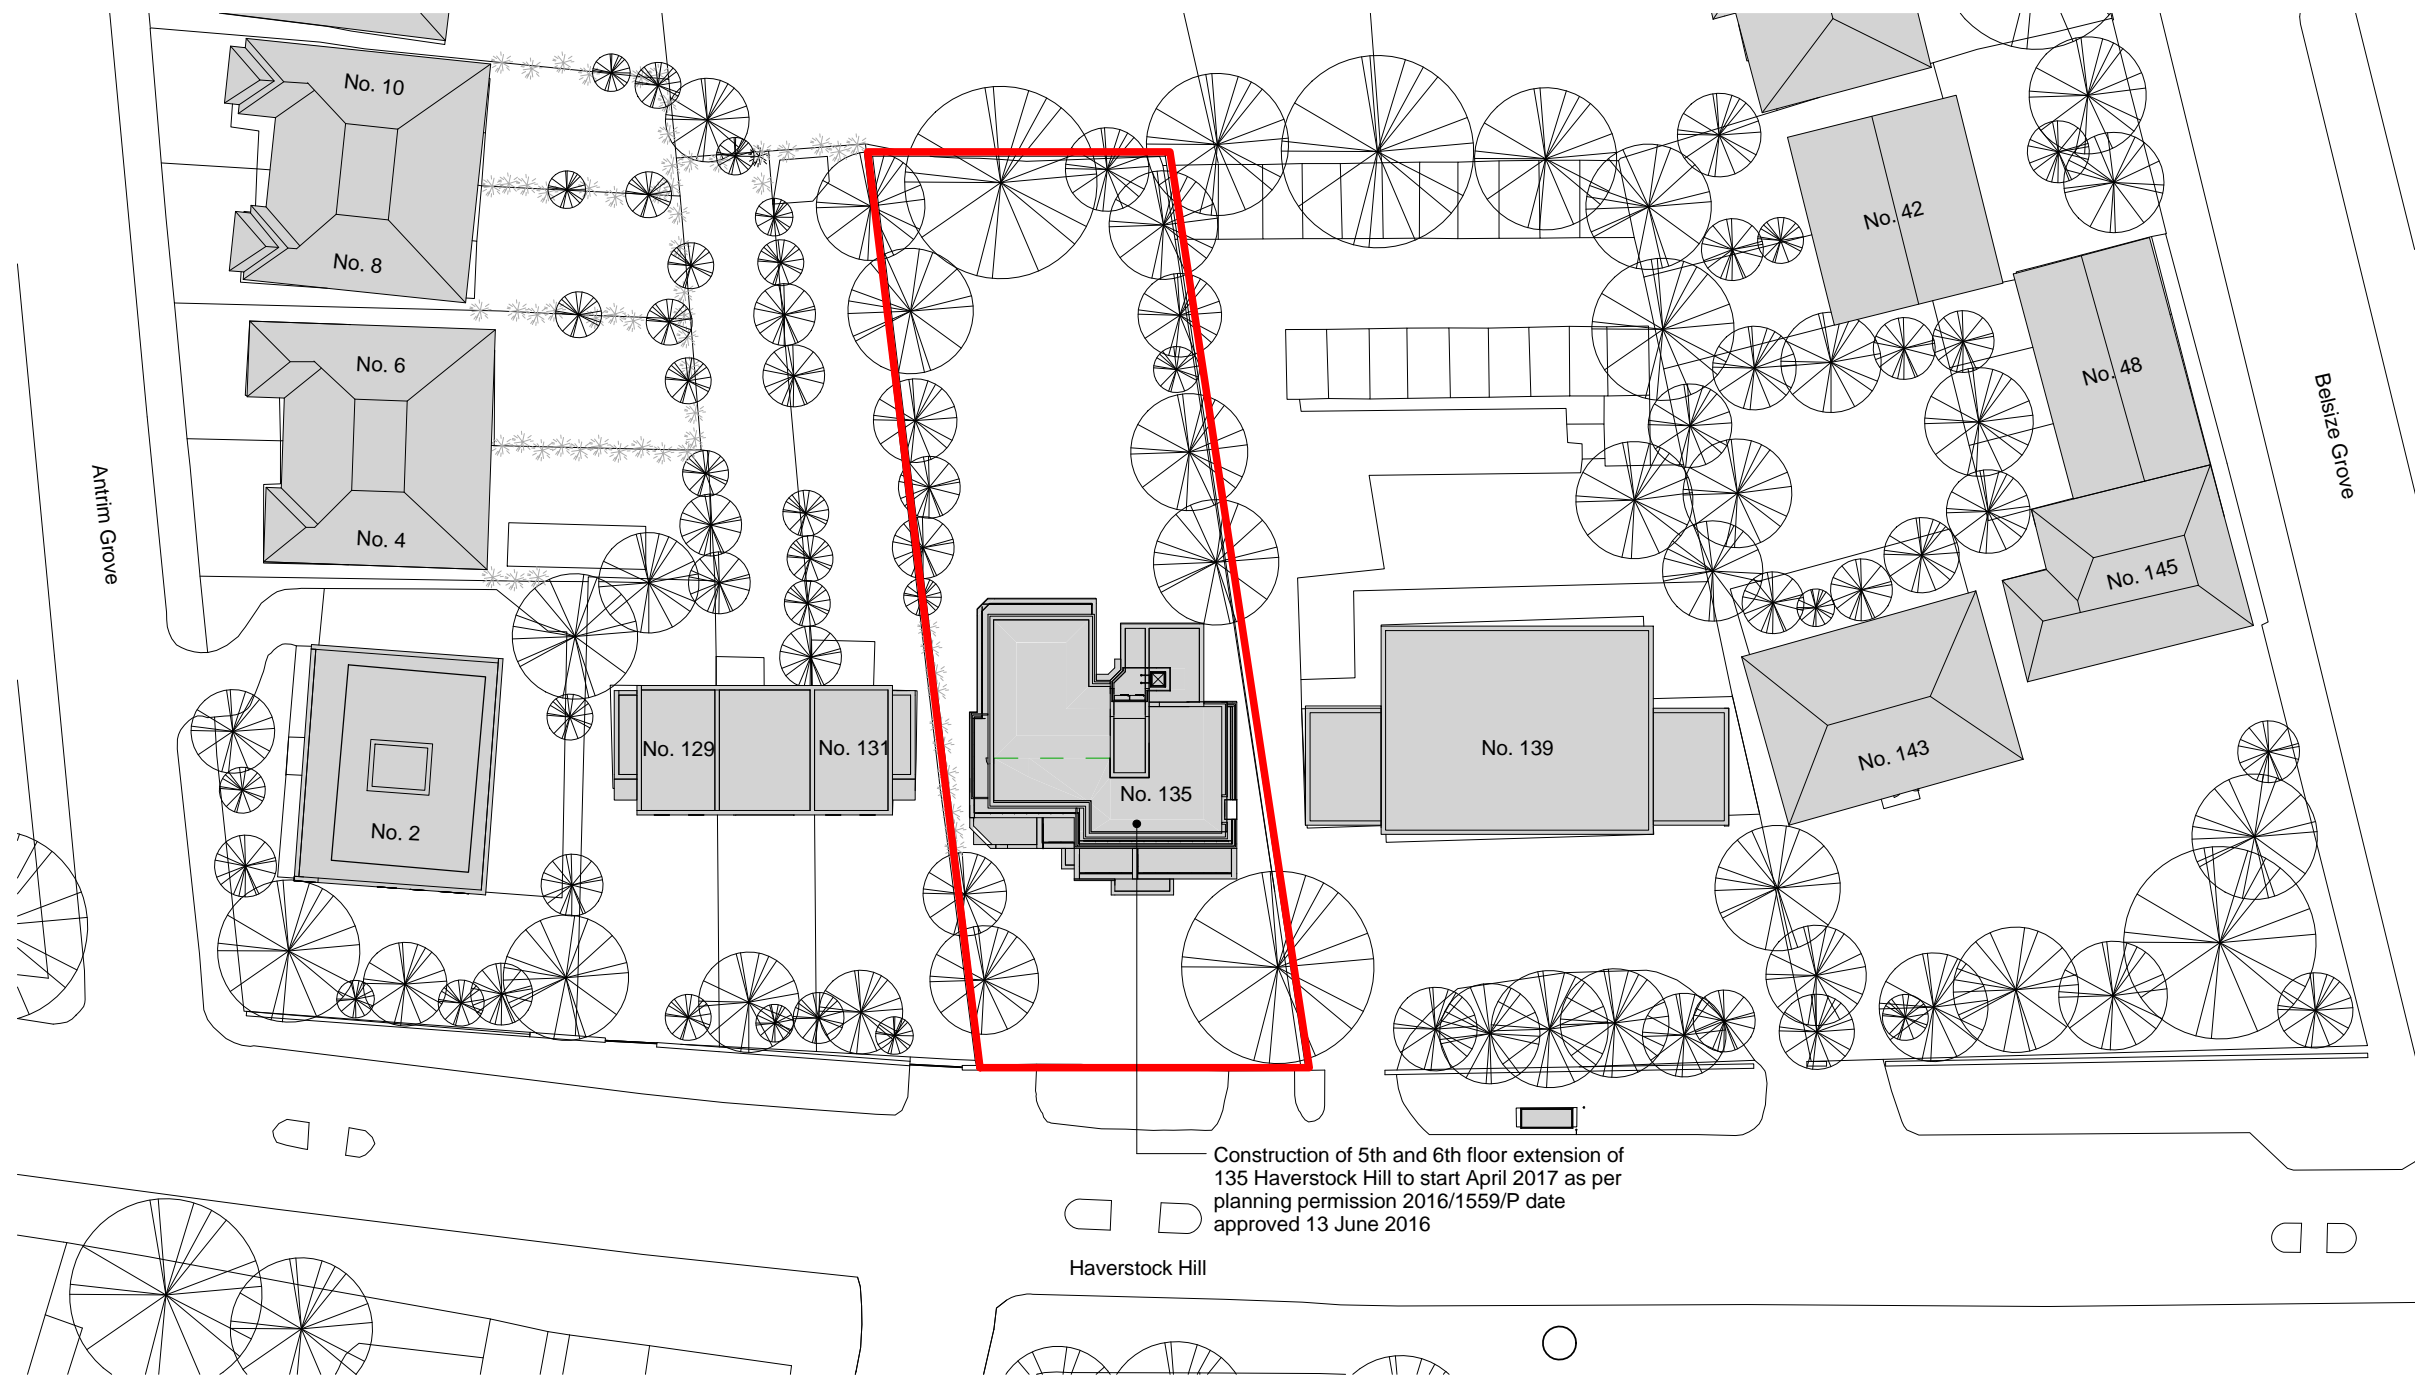 No. 10
No. 8
No. 6
No. 4
No. 2
Antrim Grove
No. 129
No. 131
No. 135
No. 139
No. 143
No. 145
No. 42
No. 48
Belsize Grove
Construction of 5th and 6th floor extension of
135 Haverstock Hill to start April 2017 as per
planning permission 2016/1559/P date
approved 13 June 2016
Haverstock Hill